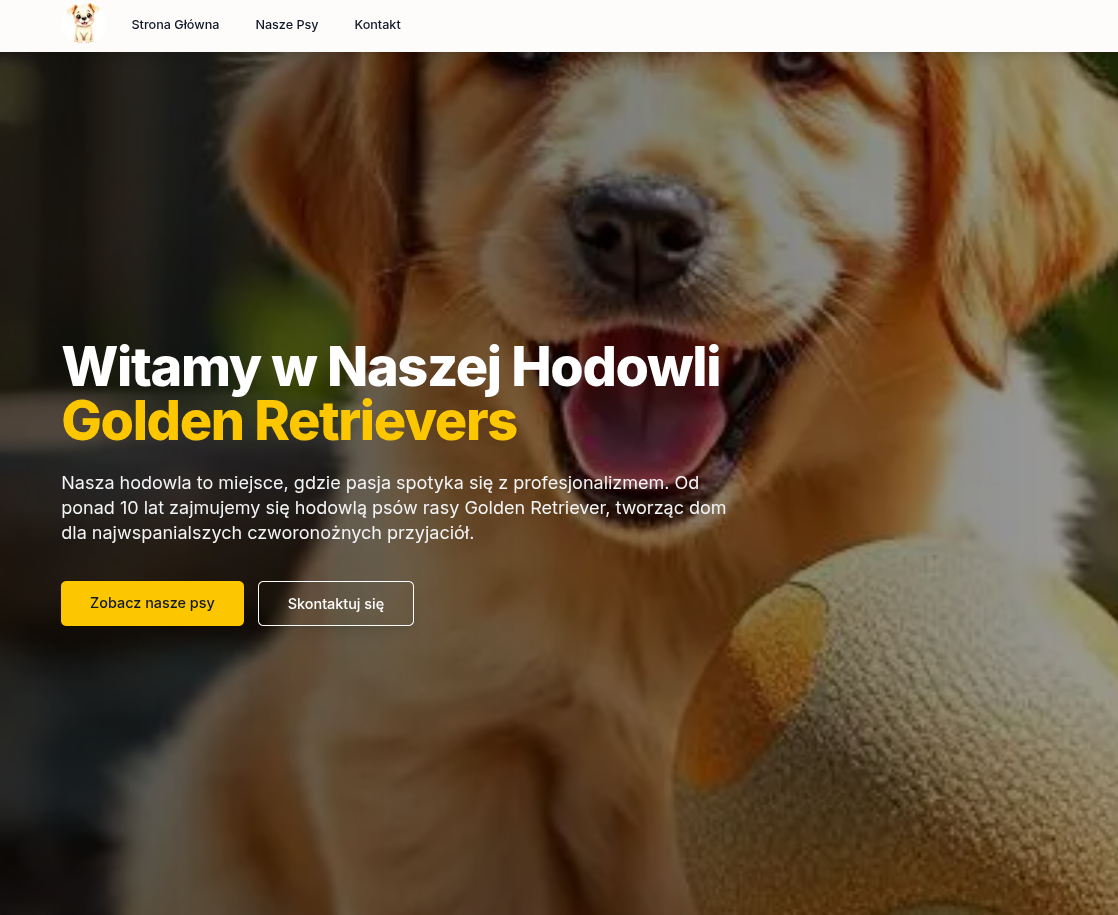 Strona Główna
Nasze Psy
Kontakt
Witamy w Naszej Hodowli
Golden Retrievers
Nasza hodowla to miejsce, gdzie pasja spotyka się z profesjonalizmem. Od
ponad 10 lat zajmujemy się hodowlą psów rasy Golden Retriever, tworząc dom
dla najwspanialszych czworonożnych przyjaciół.
Zobacz nasze psy
Skontaktuj się